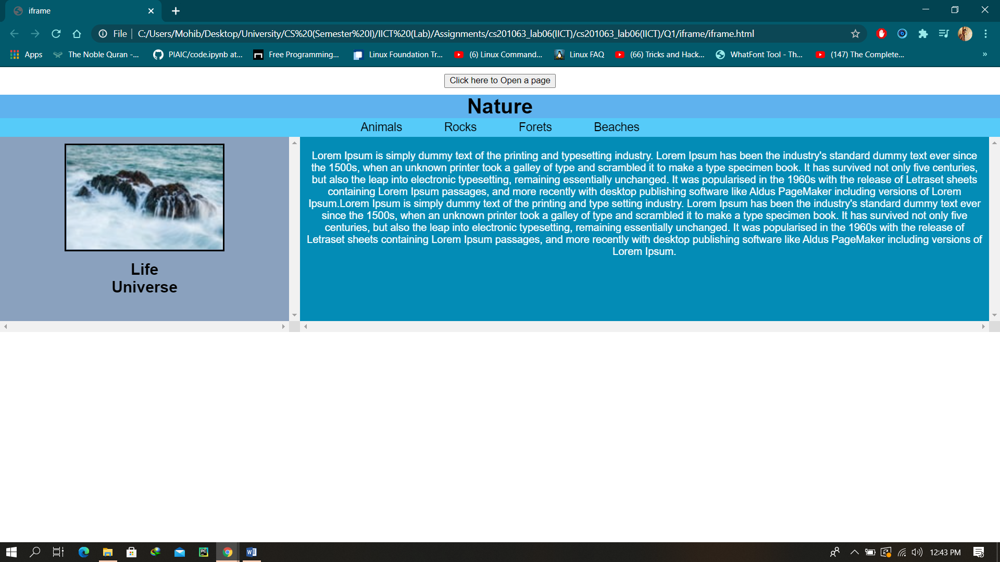 iframe
File
C:/Users/Mohib/Desktop/University/CS%20(Semester%20I)/IICT%20(Lab)/Assignments/cs201063_lab06(IICT)/cs201063_lab06(IICT)/Q1/iframe/iframe.html
Apps
The Noble Quran -...
PIAIC/code.ipynb at...
Free Programming...
Linux Foundation Tr...
(6) Linux Command...
Linux FAQ
(66) Tricks and Hack...
WhatFont Tool - Th...
(147) The Complete...
»
Click here to Open a page
Nature
Animals
Rocks
Forets
Beaches
Life
Universe
Lorem Ipsum is simply dummy text of the printing and typesetting industry. Lorem Ipsum has been the industry's standard dummy text ever since
the 1500s, when an unknown printer took a galley of type and scrambled it to make a type specimen book. It has survived not only five centuries,
but also the leap into electronic typesetting, remaining essentially unchanged. It was popularised in the 1960s with the release of Letraset sheets
containing Lorem Ipsum passages, and more recently with desktop publishing software like Aldus PageMaker including versions of Lorem
Ipsum.Lorem Ipsum is simply dummy text of the printing and type setting industry. Lorem Ipsum has been the industry's standard dummy text ever
since the 1500s, when an unknown printer took a galley of type and scrambled it to make a type specimen book. It has survived not only five
centuries, but also the leap into electronic typesetting, remaining essentially unchanged. It was popularised in the 1960s with the release of
Letraset sheets containing Lorem Ipsum passages, and more recently with desktop publishing software like Aldus PageMaker including versions of
Lorem Ipsum.
12:43 PM